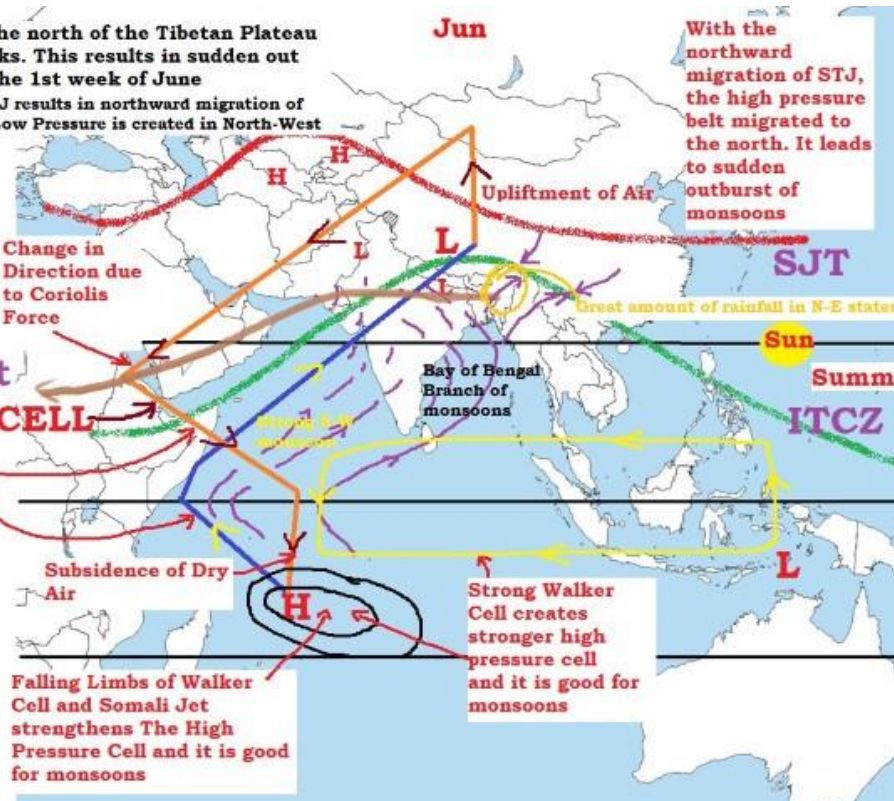 he north of the Tibetan Plateau
ks. This results in sudden out
he 1st week of June
J results in northward migration of
ow Pressure is created in North-West
Jun
With the
northward
migration of STJ,
the high pressure
belt migrated to
the north. It leads
to sudden
outburst of
monsoons
H
H
Upliftment of Air
Change in
Direction due
to Coriolis
Force
L
L
L
SJT
Great amount of rainfall in N-E state
Sun
t
Summ
CELL
Bay of Bengal
Branch of
monsoons
ITCZ
Strong S-W
monsoon
Subsidence of Dry
Air
H
L
Strong Walker
Cell creates
stronger high
pressure cell
and it is good for
monsoons
Falling Limbs of Walker
Cell and Somali Jet
strengthens The High
Pressure Cell and it is good
for monsoons